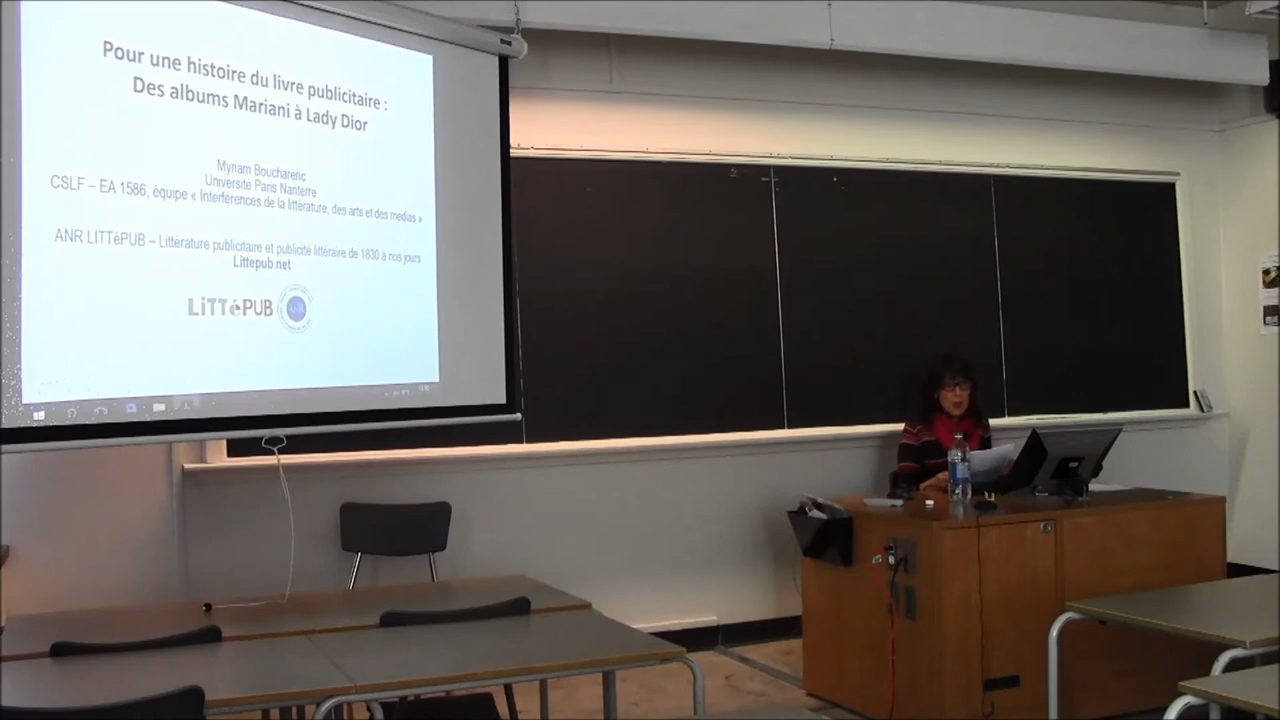 Pour une histoire du livre publicitaire :
Des albums Mariani à Lady Dior
Myriam Boucharenc
Université Paris Nanterre
CSLF – EA 1586, équipe « Interférences de la littérature, des arts et des medias »
ANR LITTéPUB – Littérature publicitaire et publicité littéraire de 1830 à nos jours
Littepub.net
LiTTéPUB